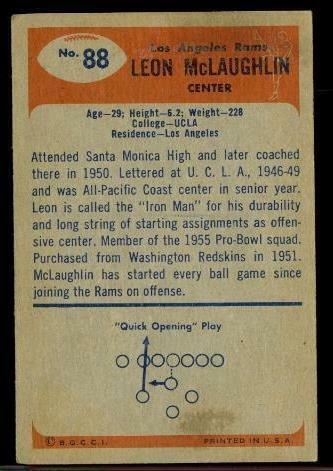 No. 88
Los Angeles Rams
LEON McLAUGHLIN
CENTER
Age—29; Height—6.2; Weight—228
College—UCLA
Residence—Los Angeles
Attended Santa Monica High and later coached
there in 1950. Lettered at U. C. L. A., 1946-49
and was All-Pacific Coast center in senior year.
Leon is called the "Iron Man" for his durability
and long string of starting assignments as offen-
sive center. Member of the 1955 Pro-Bowl squad.
Purchased from Washington Redskins in 1951.
McLaughlin has started every ball game since
joining the Rams on offense.
"Quick Opening" Play
© B.G.C.C.I.
PRINTED IN U.S.A.